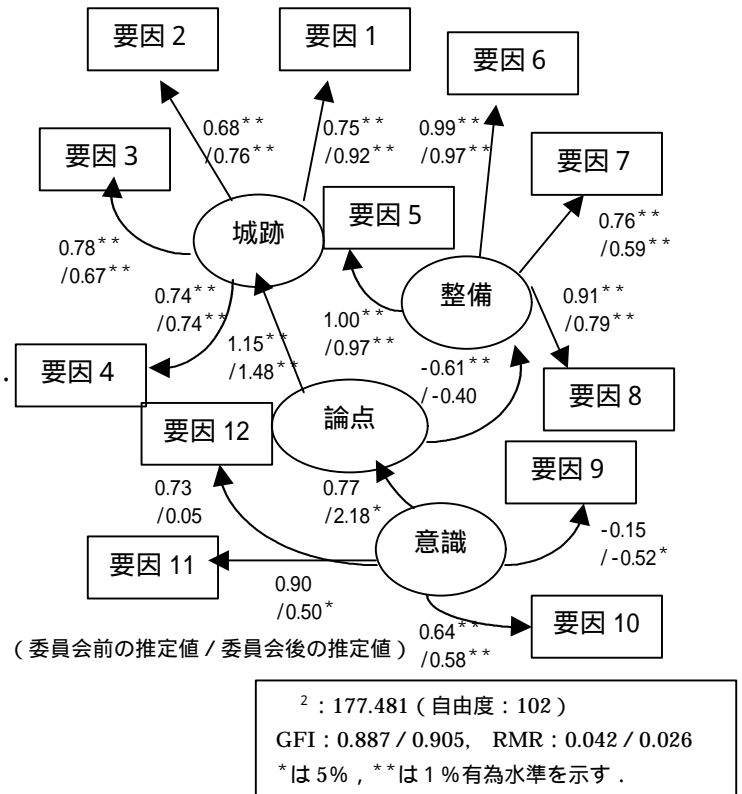 要因 2
要因 1
要因 6
0.68**
/0.76**
0.75**
/0.92**
0.99**
/0.97**
要因 3
要因 7
城跡
要因 5
0.76**
/0.59**
0.78**
/0.67**
整備
0.74**
/0.74**
1.00**
/0.97**
0.91**
/0.79**
1.15**
/1.48**
-0.61**
/-0.40
.
要因 4
要因 8
要因 12
論点
要因 9
0.73
/0.05
0.77
/2.18*
意識
-0.15
/-0.52*
要因 11
0.90
/0.50*
要因 10
0.64**
/0.58**
(委員会前の推定値/委員会後の推定値)
2:177.481(自由度:102)
GFI:0.887/0.905, RMR:0.042/0.026
*は 5%,**は 1%有為水準を示す.